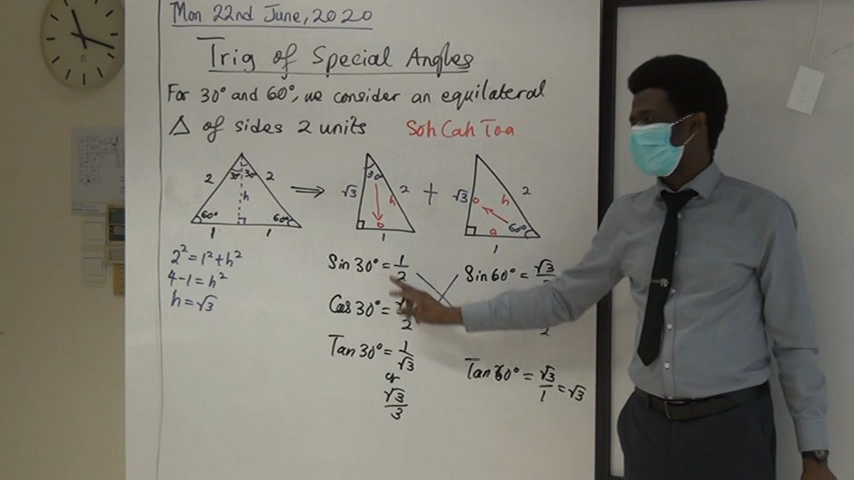 Mon 22nd June, 2020
Trig of Special Angles
For 30° and 60°, we consider an equilateral
△ of sides 2 units SohCahToa
2 30° 30° 2 h 60° 60° 1 1
⇒
√3 30° 2 h o 1
+
√3 o h 2 a 60° 1
2² = 1² + h²
4 - 1 = h²
h = √3
Sin 30° = 1/2
Cos 30° = √3/2
Tan 30° = 1/√3
or
√3/3
Sin 60° = √3/2
2
Tan 60° = √3/1 = √3